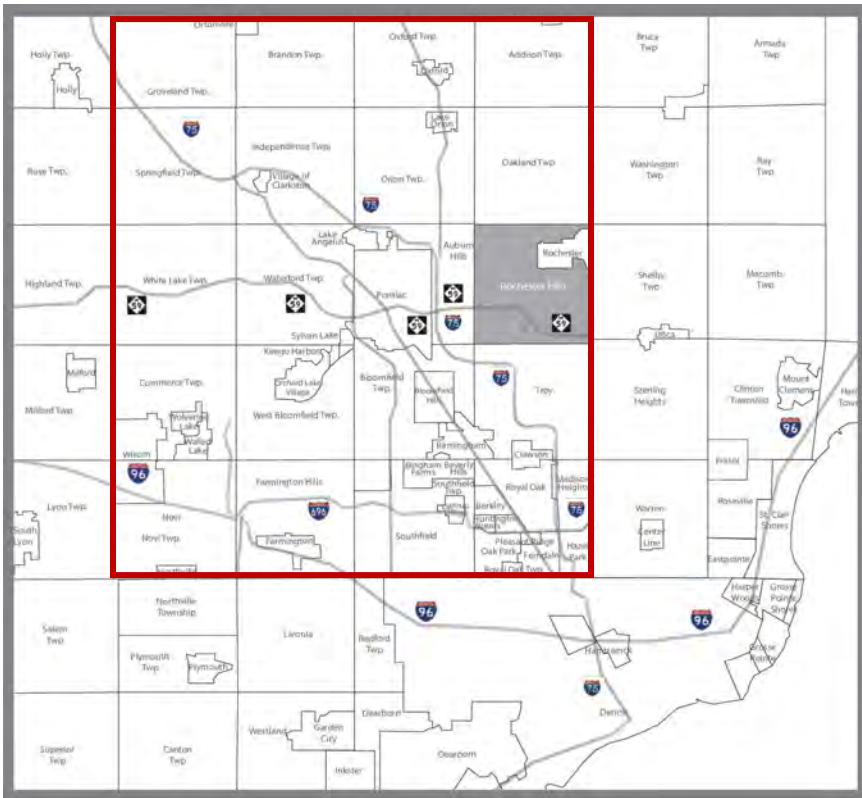 Ortonville
Oxford Twp.
Bruce
Twp
Armada
Twp
Holly Twp.
Brandon Twp.
Addison Twp.
Oxford
Holly
Groveland Twp.
Lake
Orion
75
Independence Twp.
Rose Twp.
Springfield Twp.
Village of
Clarkston
Orion Twp.
Oakland Twp.
Washington
Twp
Ray
Twp
75
Lake
Angelus
Auburn
Hills
Rochester
Highland Twp.
White Lake Twp.
Waterford Twp.
Pontiac
Rochester Hills
Shelby
Twp
Macomb
Twp
59
59
59
59
75
59
Sylvan Lake
Utica
Keego Harbor
Milford
Commerce Twp.
Orchard Lake
Village
Bloomfield
Twp.
Bloomfield
Hills
75
Troy
Sterling
Heights
Clinton
Township
Mount
Clemens
Milford Twp.
Wolverine
Lake
West Bloomfield Twp.
96
Walled
Lake
Birmingham
Wixom
Clawson
Fraser
96
Farmington Hills
Bingham
Farms
Beverly
Hills
Southfield
Twp.
Royal Oak
Madison
Heights
Lyon Twp.
Novi
696
Berkley
75
Warren
Roseville
St. Clair
Shores
South
Lyon
Novi Twp.
Farmington
Southfield
Huntington
Woods
Pleasant Ridge
Oak Park
Ferndale
Hazel
Park
Center
Line
Eastpointe
Royal Oak Twp.
Northville
Township
Harper
Woods
Grosse
Pointe
Shores
Salem
Twp
Livonia
Redford
Twp
96
96
Plymouth
Twp
Plymouth
Hamtramck
Grosse
Pointe
75
Dearborn
Detroit
Westland
Garden
City
Superior
Twp
Canton
Twp
Dearborn
Inkster